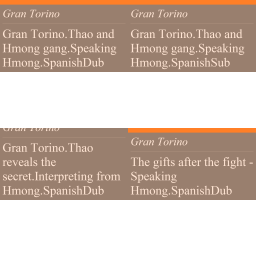 Gran Torino
Gran Torino.Thao and
Hmong gang.Speaking
Hmong.SpanishDub
Gran Torino
Gran Torino.Thao and
Hmong gang.Speaking
Hmong.SpanishSub
Gran Torino
Gran Torino.Thao
reveals the
secret.Interpreting from
Hmong.SpanishDub
Gran Torino
The gifts after the fight -
Speaking
Hmong.SpanishDub